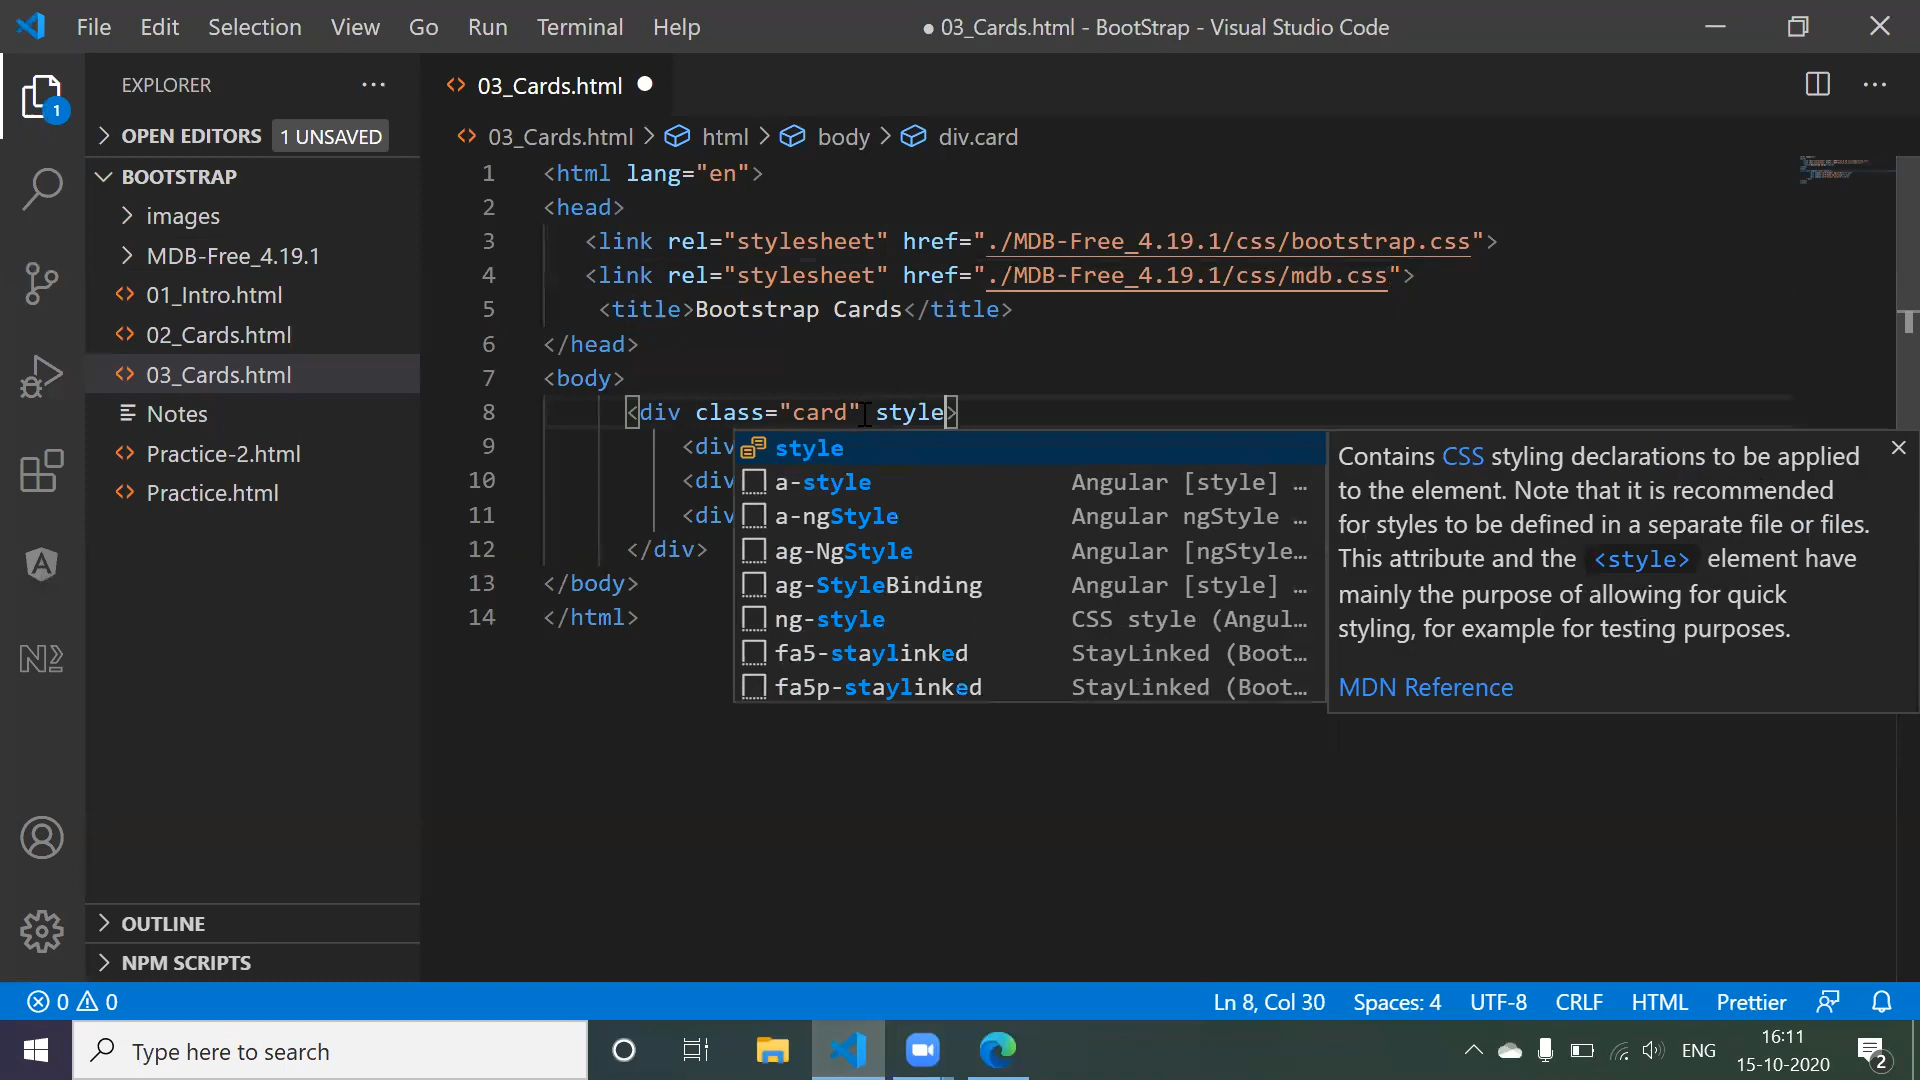 File Edit Selection View Go Run Terminal Help ● 03_Cards.html - BootStrap - Visual Studio Code
EXPLORER
OPEN EDITORS 1 UNSAVED
BOOTSTRAP
images
MDB-Free_4.19.1
01_Intro.html
02_Cards.html
03_Cards.html
Notes
Practice-2.html
Practice.html
OUTLINE
NPM SCRIPTS
1
03_Cards.html
03_Cards.html > html > body > div.card
1 <html lang="en">
2 <head>
3 <link rel="stylesheet" href="./MDB-Free_4.19.1/css/bootstrap.css">
4 <link rel="stylesheet" href="./MDB-Free_4.19.1/css/mdb.css">
5 <title>Bootstrap Cards</title>
6 </head>
7 <body>
8 <div class="card" style>
9 <div
10 <div
11 <div
12 </div>
13 </body>
14 </html>
style
a-style Angular [style] …
a-ngStyle Angular ngStyle …
ag-NgStyle Angular [ngStyle…
ag-StyleBinding Angular [style] …
ng-style CSS style (Angul…
fa5-staylinked StayLinked (Boot…
fa5p-staylinked StayLinked (Boot…
Contains CSS styling declarations to be applied
to the element. Note that it is recommended
for styles to be defined in a separate file or files.
This attribute and the <style> element have
mainly the purpose of allowing for quick
styling, for example for testing purposes.
MDN Reference
0 0 Ln 8, Col 30 Spaces: 4 UTF-8 CRLF HTML Prettier
Type here to search
ENG
16:11
15-10-2020
2